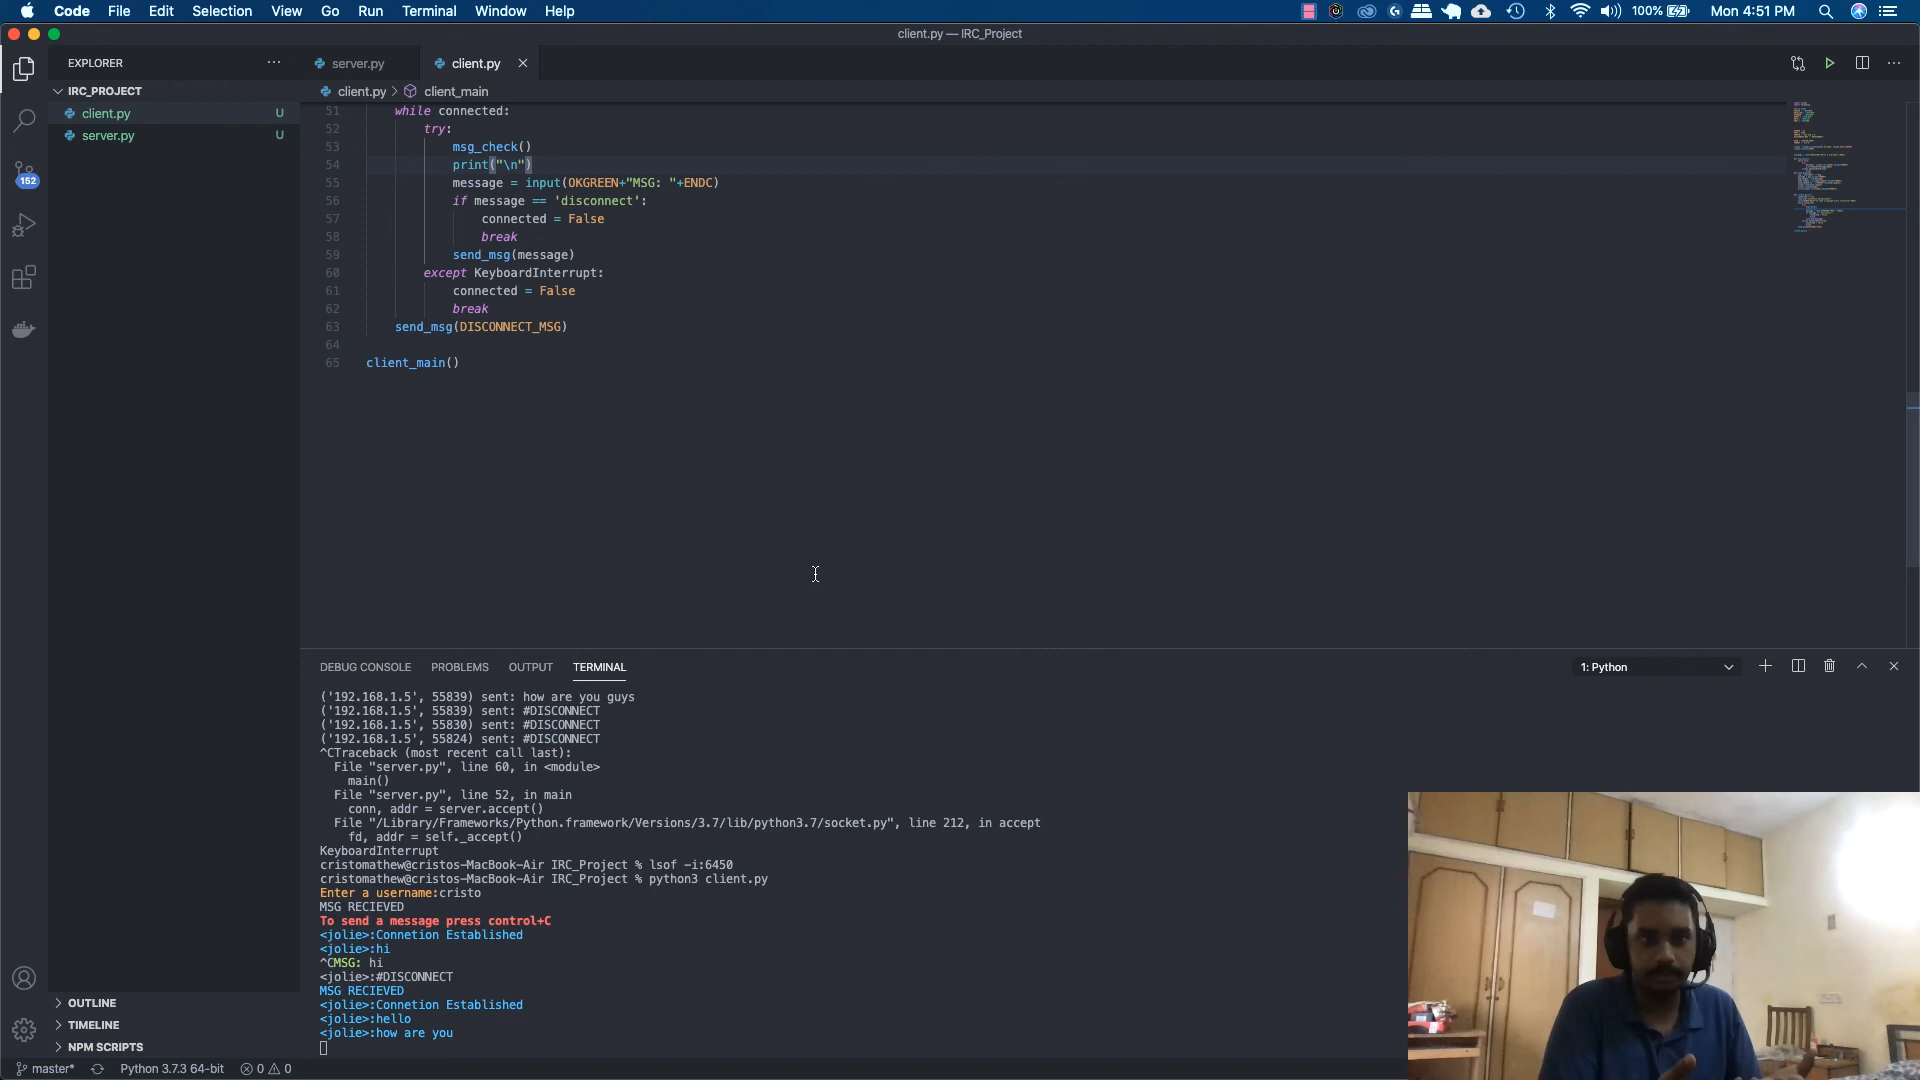 Code File Edit Selection View Go Run Terminal Window Help
100% Mon 4:51 PM
client.py — IRC_Project
EXPLORER
server.py
client.py
IRC_PROJECT
client.py > client_main
client.py U
server.py U
152
51 while connected:
52 try:
53 msg_check()
54 print("\n")
55 message = input(OKGREEN+"MSG: "+ENDC)
56 if message == 'disconnect':
57 connected = False
58 break
59 send_msg(message)
60 except KeyboardInterrupt:
61 connected = False
62 break
63 send_msg(DISCONNECT_MSG)
64
65 client_main()
DEBUG CONSOLE PROBLEMS OUTPUT TERMINAL
1: Python
('192.168.1.5', 55839) sent: how are you guys
('192.168.1.5', 55839) sent: #DISCONNECT
('192.168.1.5', 55830) sent: #DISCONNECT
('192.168.1.5', 55824) sent: #DISCONNECT
^CTraceback (most recent call last):
File "server.py", line 60, in <module>
main()
File "server.py", line 52, in main
conn, addr = server.accept()
File "/Library/Frameworks/Python.framework/Versions/3.7/lib/python3.7/socket.py", line 212, in accept
fd, addr = self._accept()
KeyboardInterrupt
cristomathew@cristos-MacBook-Air IRC_Project % lsof -i:6450
cristomathew@cristos-MacBook-Air IRC_Project % python3 client.py
Enter a username:cristo
MSG RECIEVED
To send a message press control+C
<jolie>:Connetion Established
<jolie>:hi
^CMSG: hi
<jolie>:#DISCONNECT
MSG RECIEVED
<jolie>:Connetion Established
<jolie>:hello
<jolie>:how are you
OUTLINE
TIMELINE
NPM SCRIPTS
master* Python 3.7.3 64-bit 0 0